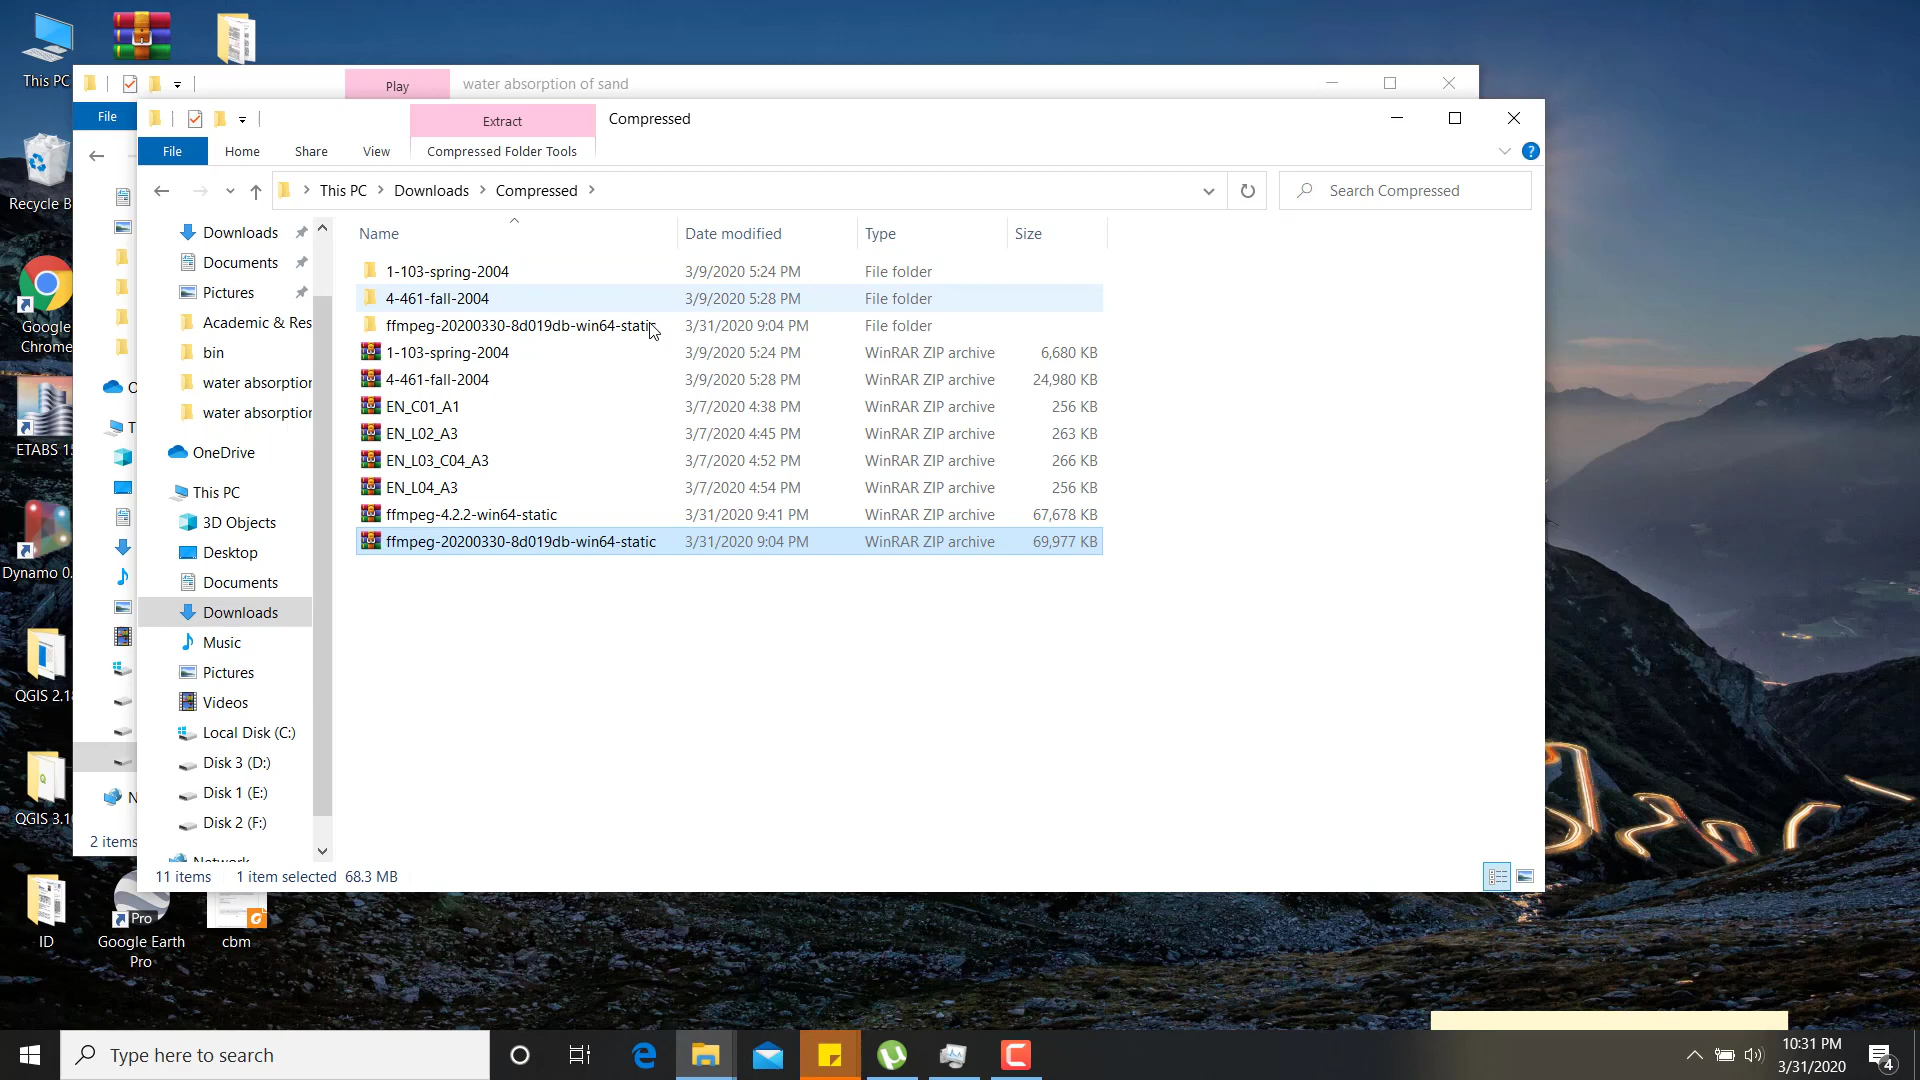 This PC
Play
water absorption of sand
File
Extract
Compressed
File
Home
Share
View
Compressed Folder Tools
This PC
Downloads
Compressed
Search Compressed
Name
Date modified
Type
Size
Downloads
Documents
Pictures
Academic & Res
bin
water absorption
water absorption
OneDrive
This PC
3D Objects
Desktop
Documents
Downloads
Music
Pictures
Videos
Local Disk (C:)
Disk 3 (D:)
Disk 1 (E:)
Disk 2 (F:)
Network
1-103-spring-2004 3/9/2020 5:24 PM File folder
4-461-fall-2004 3/9/2020 5:28 PM File folder
ffmpeg-20200330-8d019db-win64-static 3/31/2020 9:04 PM File folder
1-103-spring-2004 3/9/2020 5:24 PM WinRAR ZIP archive 6,680 KB
4-461-fall-2004 3/9/2020 5:28 PM WinRAR ZIP archive 24,980 KB
EN_C01_A1 3/7/2020 4:38 PM WinRAR ZIP archive 256 KB
EN_L02_A3 3/7/2020 4:45 PM WinRAR ZIP archive 263 KB
EN_L03_C04_A3 3/7/2020 4:52 PM WinRAR ZIP archive 266 KB
EN_L04_A3 3/7/2020 4:54 PM WinRAR ZIP archive 256 KB
ffmpeg-4.2.2-win64-static 3/31/2020 9:41 PM WinRAR ZIP archive 67,678 KB
ffmpeg-20200330-8d019db-win64-static 3/31/2020 9:04 PM WinRAR ZIP archive 69,977 KB
11 items
1 item selected 68.3 MB
2 items
Recycle B
Google
Chrome
ETABS 1
Dynamo 0.
QGIS 2.18
QGIS 3.1
ID
Pro
Google Earth
Pro
cbm
Type here to search
10:31 PM
3/31/2020
4